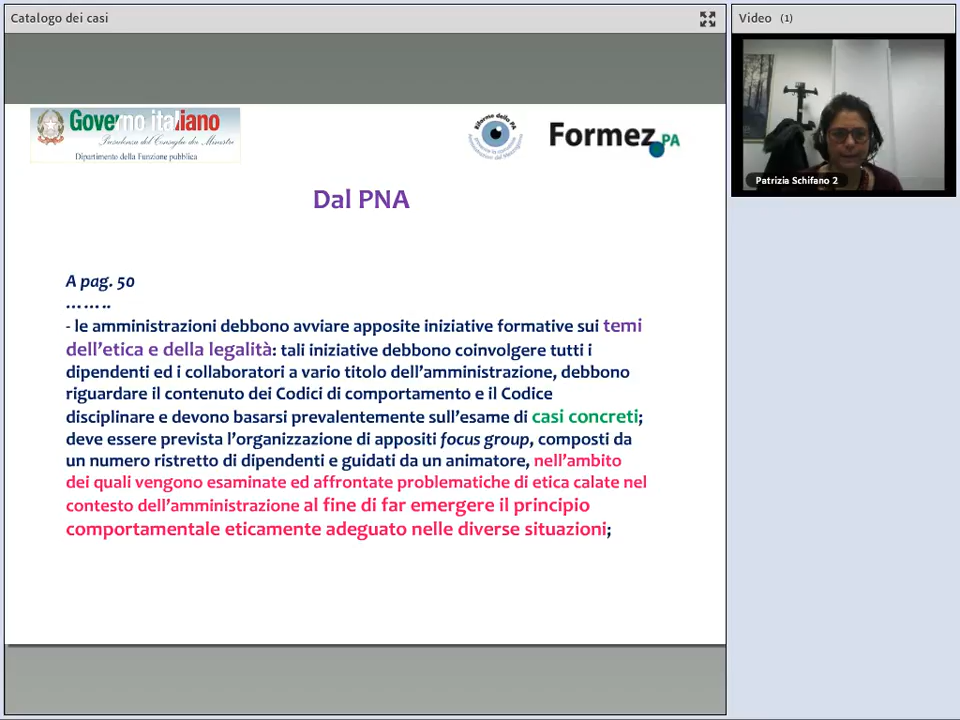 Catalogo dei casi
Video (1)
Governo italiano
Presidenza del Consiglio dei Ministri
Dipartimento della Funzione pubblica
Formez PA
Patrizia Schifano 2
Dal PNA
A pag. 50
……..
- le amministrazioni debbono avviare apposite iniziative formative sui temi
dell’etica e della legalità: tali iniziative debbono coinvolgere tutti i
dipendenti ed i collaboratori a vario titolo dell’amministrazione, debbono
riguardare il contenuto dei Codici di comportamento e il Codice
disciplinare e devono basarsi prevalentemente sull’esame di casi concreti;
deve essere prevista l’organizzazione di appositi focus group, composti da
un numero ristretto di dipendenti e guidati da un animatore, nell’ambito
dei quali vengono esaminate ed affrontate problematiche di etica calate nel
contesto dell’amministrazione al fine di far emergere il principio
comportamentale eticamente adeguato nelle diverse situazioni;